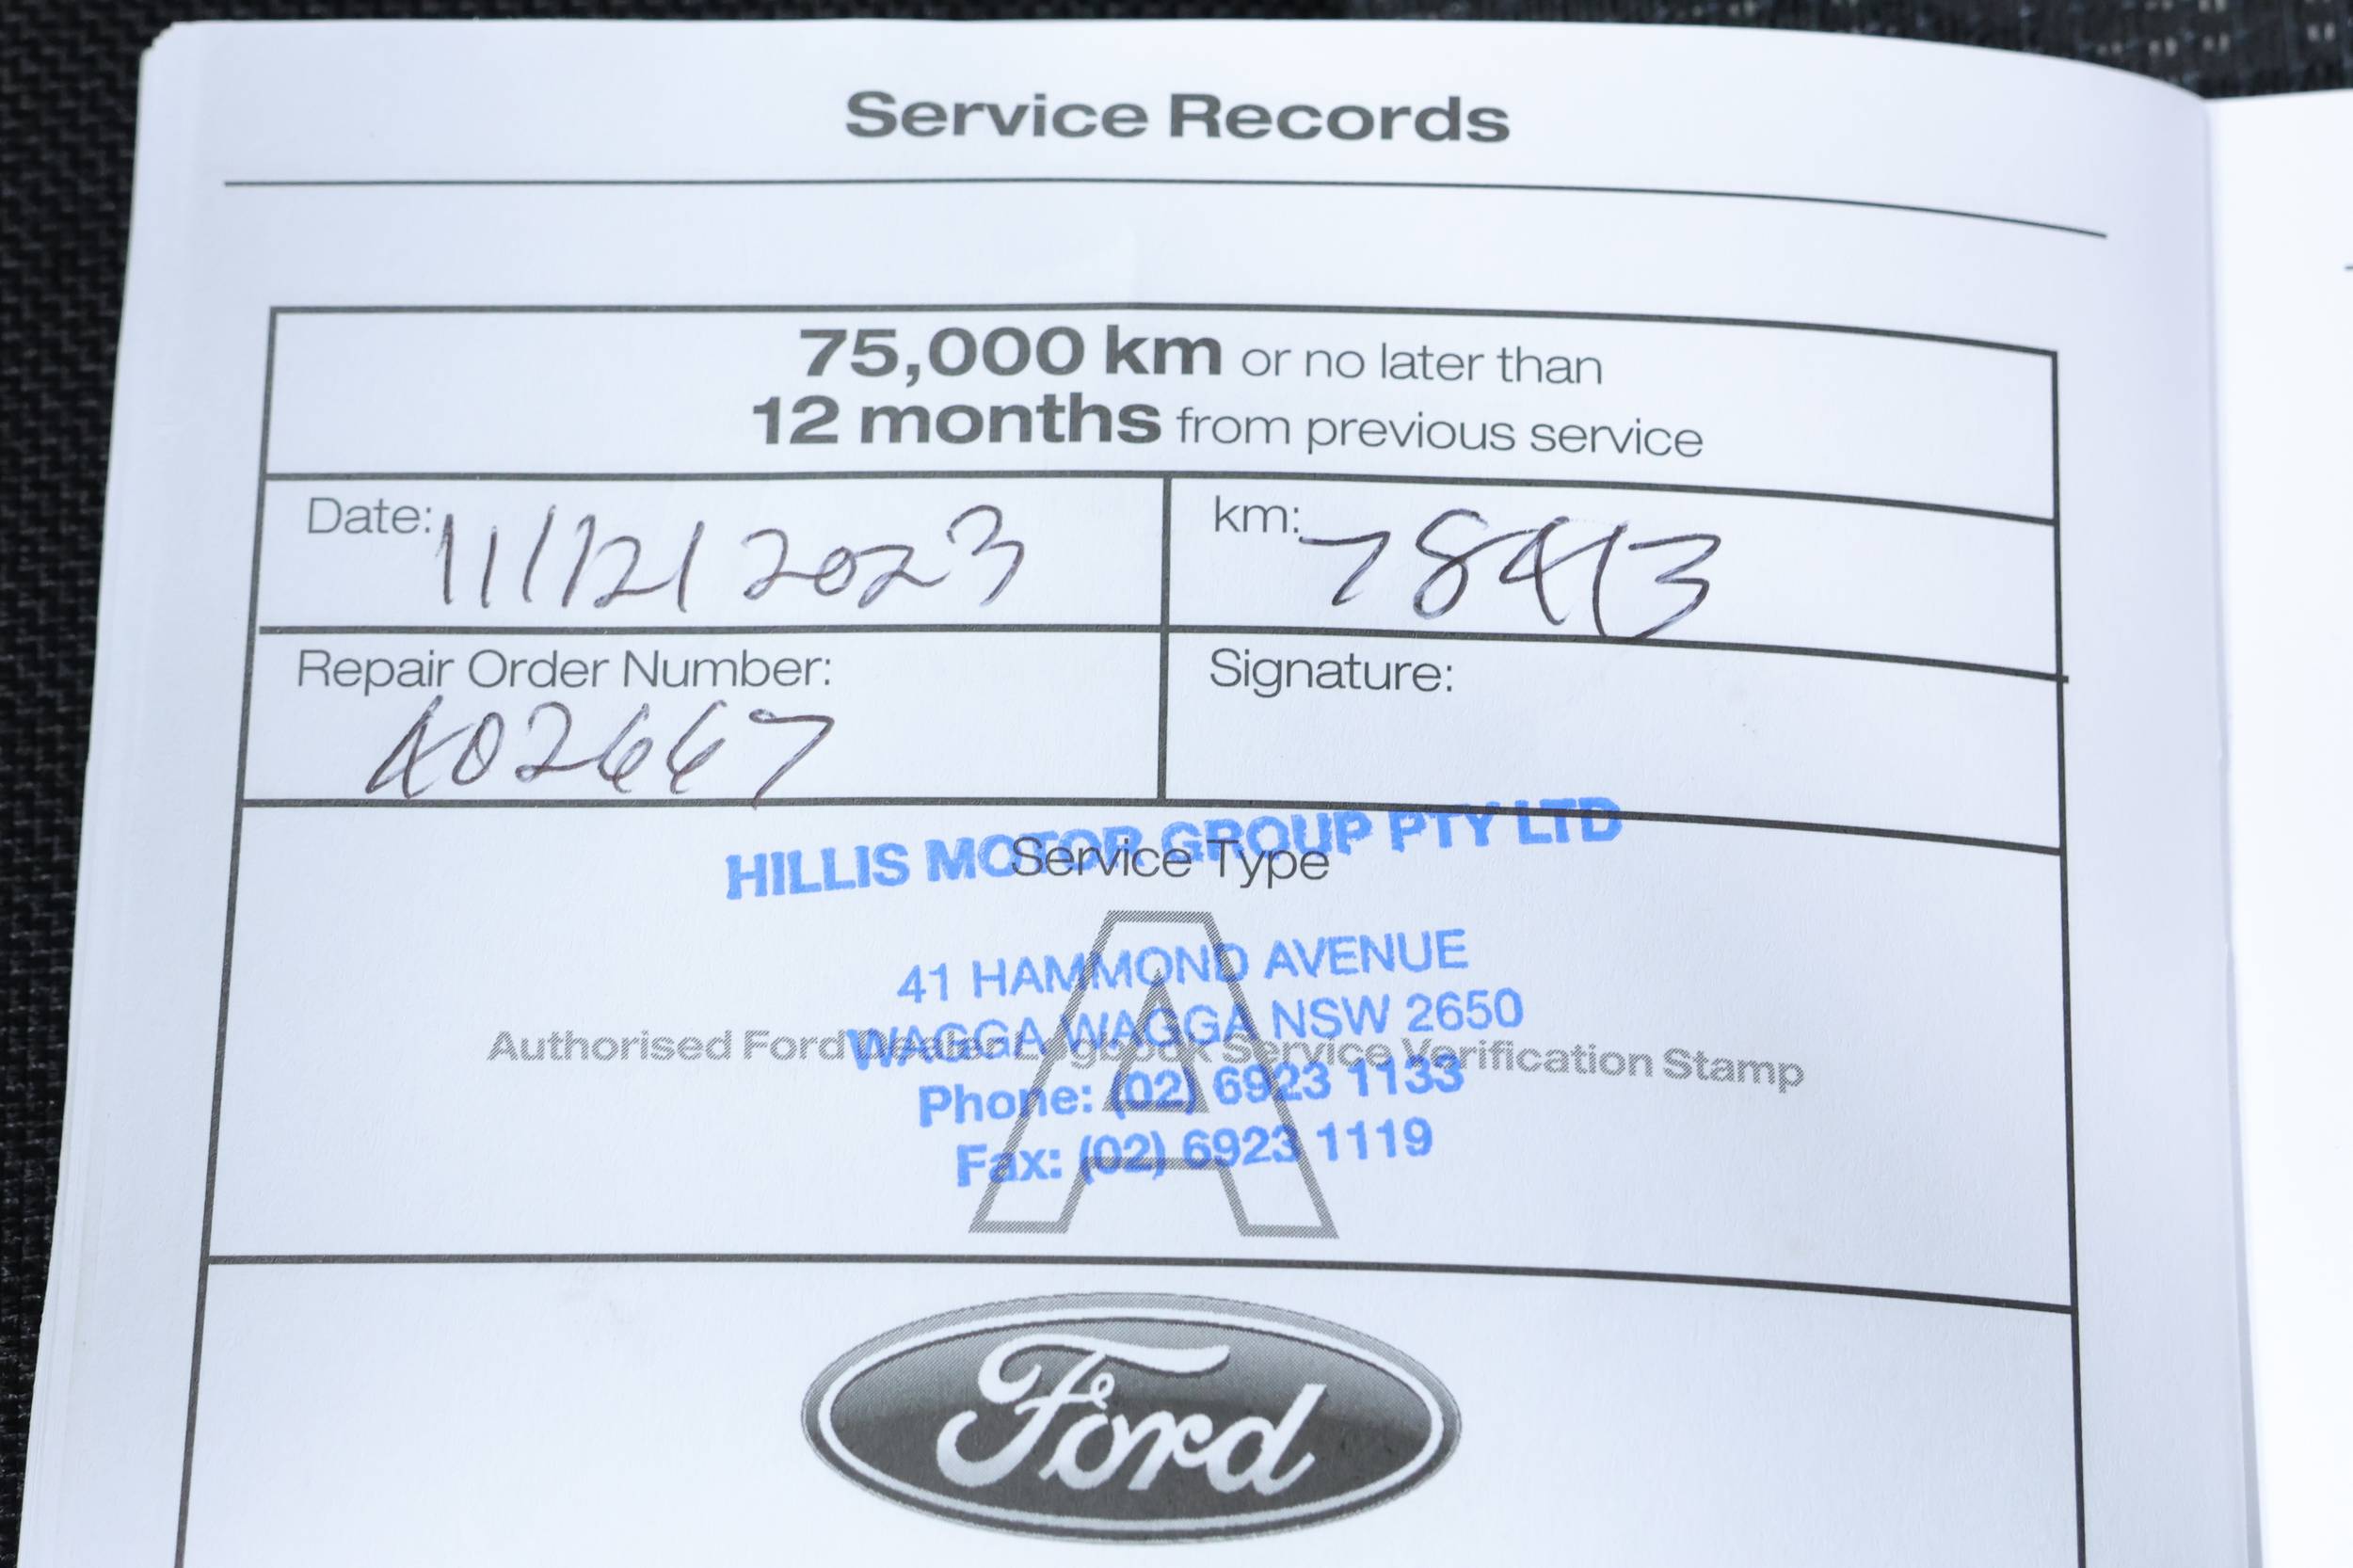 Service Records
75,000 km or no later than
12 months from previous service
Date: 11/12/2023
km: 78413
Repair Order Number:
402667
Signature:
HILLIS MOTOR GROUP PTY LTD
Service Type
A
41 HAMMOND AVENUE
WAGGA WAGGA NSW 2650
Authorised Ford Dealer Logbook Service Verification Stamp
Phone: (02) 6923 1133
Fax: (02) 6923 1119
Ford